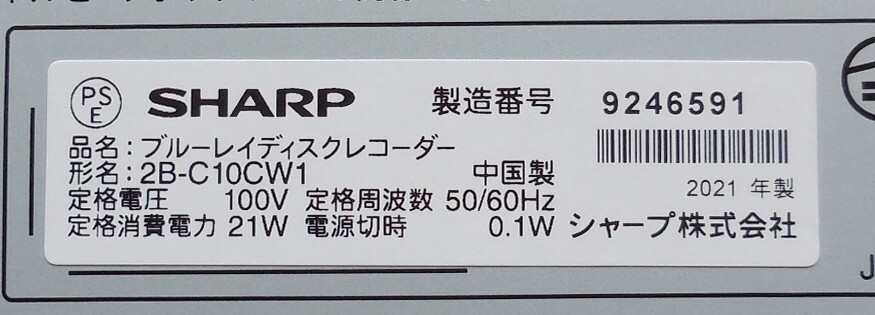 PS E SHARP 製造番号 9246591
品名：ブルーレイディスクレコーダー
形名：2B-C10CW1 中国製
2021 年製
定格電圧 100V 定格周波数 50/60Hz
定格消費電力 21W 電源切時 0.1W シャープ株式会社
J